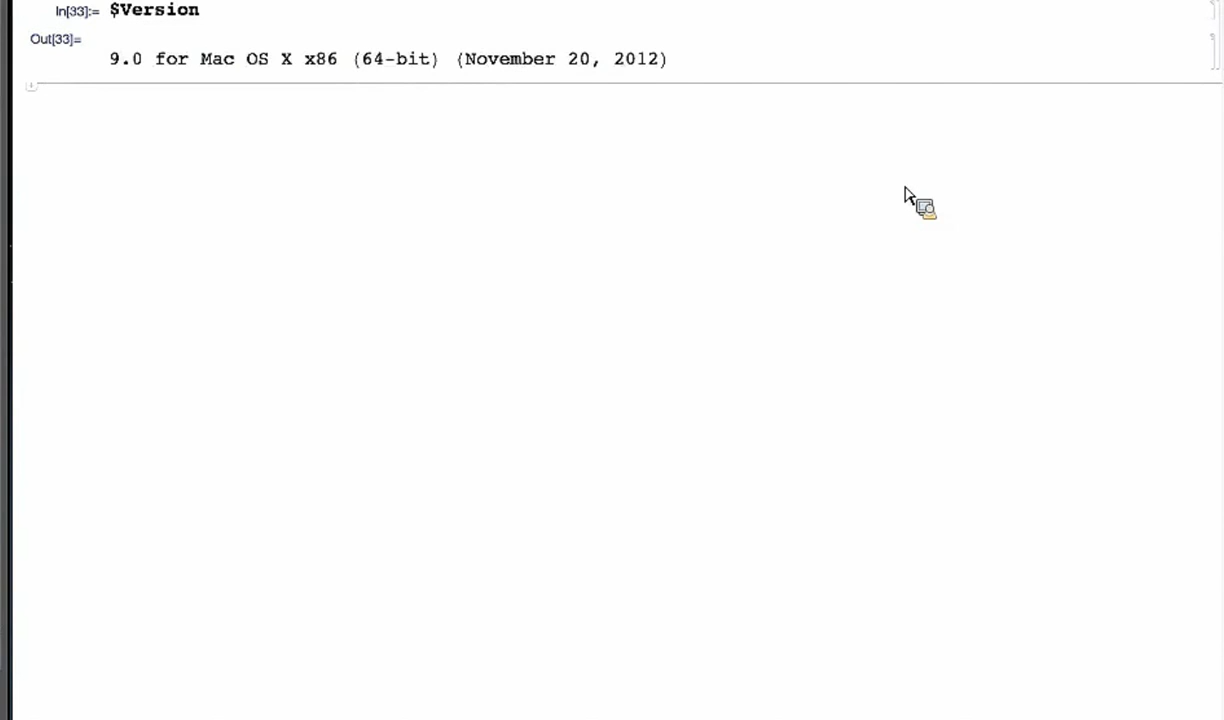 In[33]:= $Version
Out[33]=
9.0 for Mac OS X x86 (64-bit) (November 20, 2012)